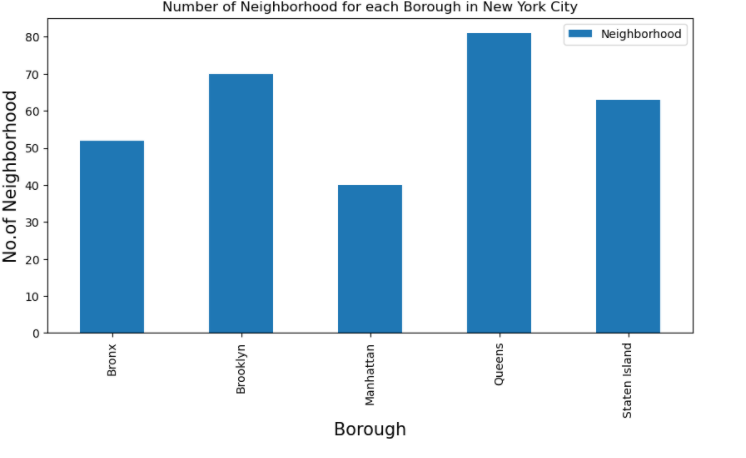 Number of Neighborhood for each Borough in New York City
Neighborhood
No.of Neighborhood
80
70
60
50
40
30
20
10
0
Bronx
Brooklyn
Manhattan
Queens
Staten Island
Borough